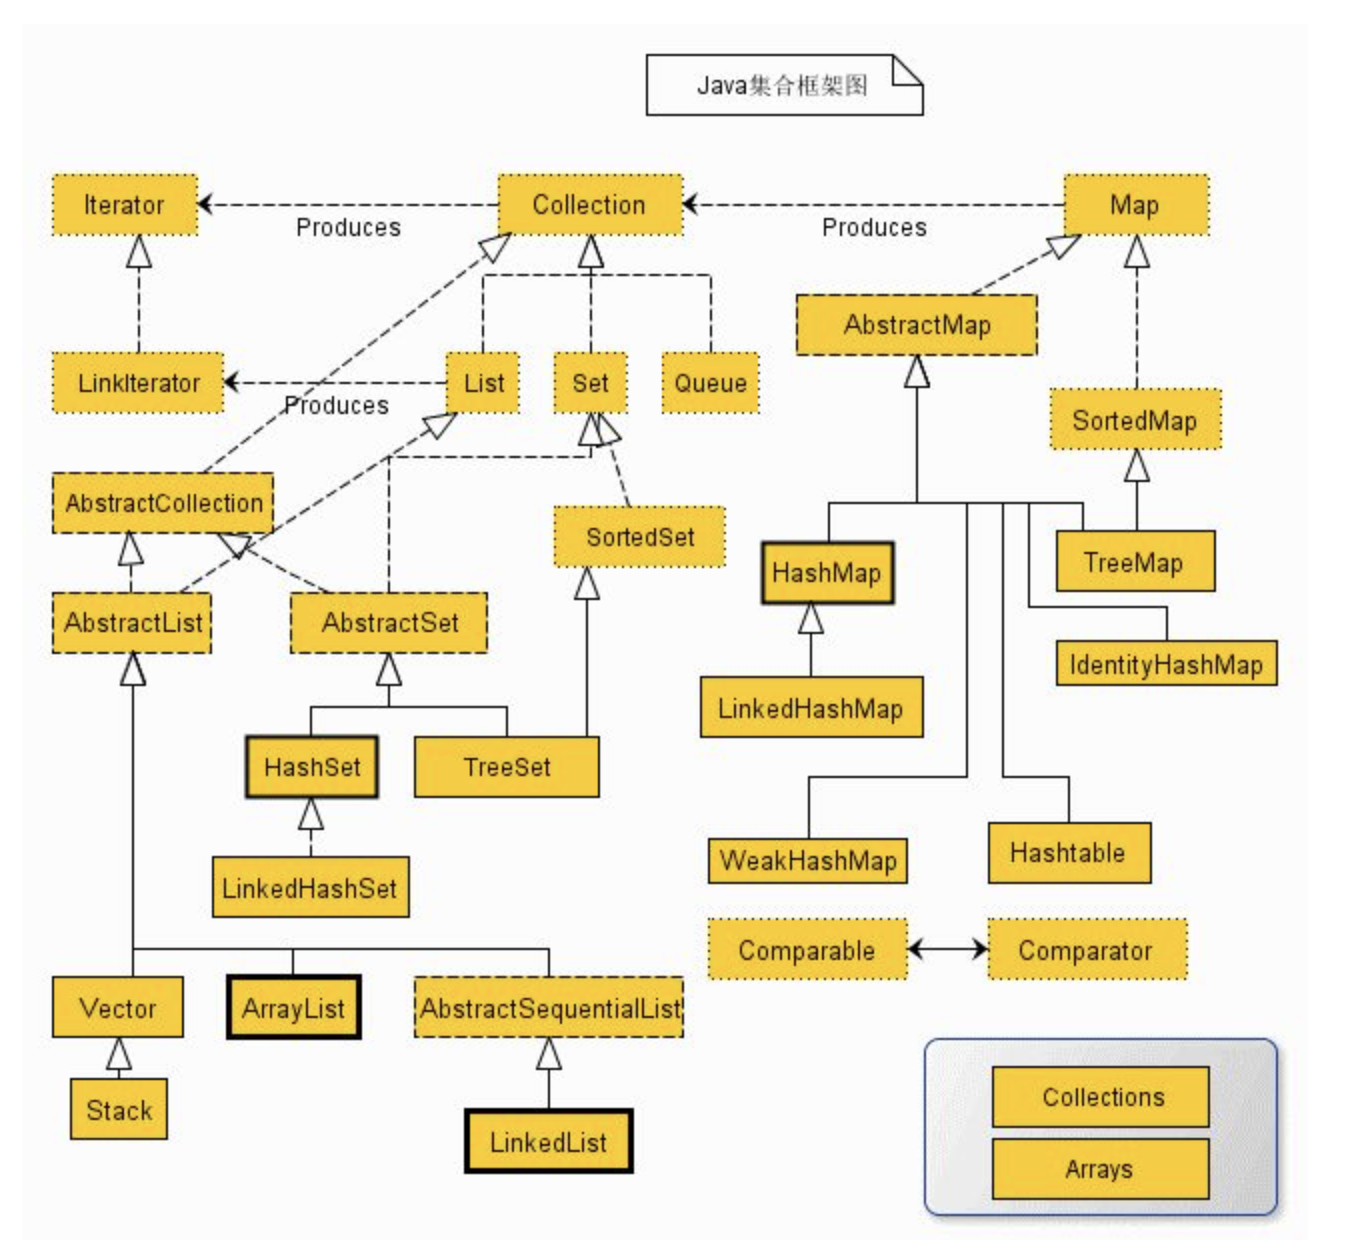 Java集合框架图
Iterator
Produces
Collection
Produces
Map
AbstractMap
LinkIterator
Produces
List
Set
Queue
SortedMap
AbstractCollection
SortedSet
HashMap
TreeMap
AbstractList
AbstractSet
IdentityHashMap
LinkedHashMap
HashSet
TreeSet
WeakHashMap
Hashtable
LinkedHashSet
Comparable
Comparator
Vector
ArrayList
AbstractSequentialList
Stack
LinkedList
Collections
Arrays